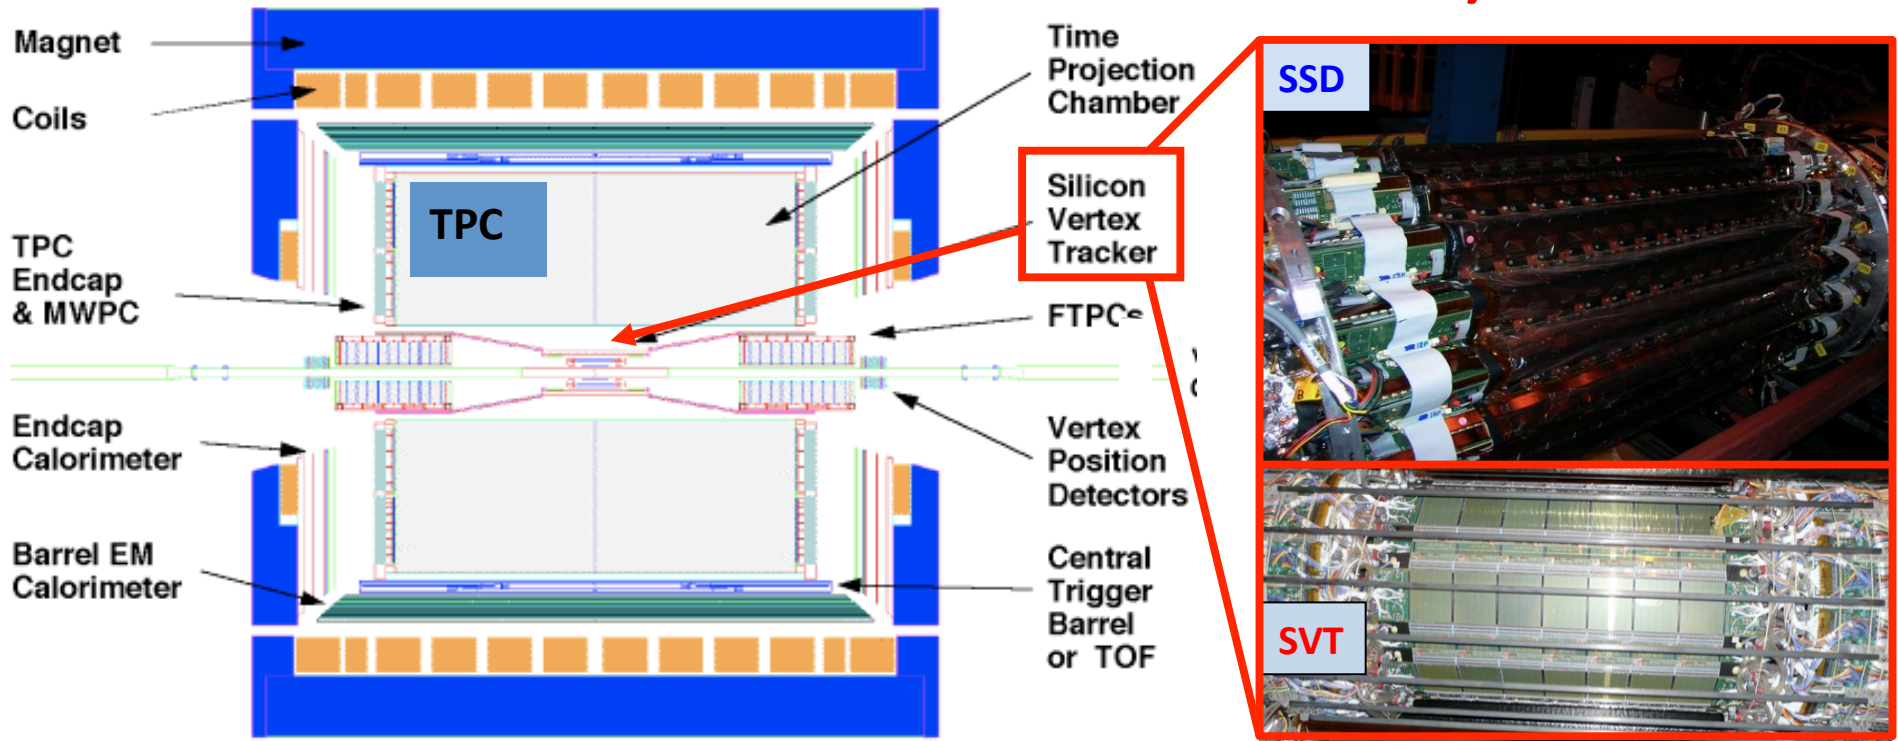 Magnet
Coils
TPC
Endcap
& MWPC
Endcap
Calorimeter
Barrel EM
Calorimeter
TPC
Time
Projection
Chamber
Silicon
Vertex
Tracker
FTPCs
Vertex
Position
Detectors
Central
Trigger
Barrel
or TOF
SSD
SVT